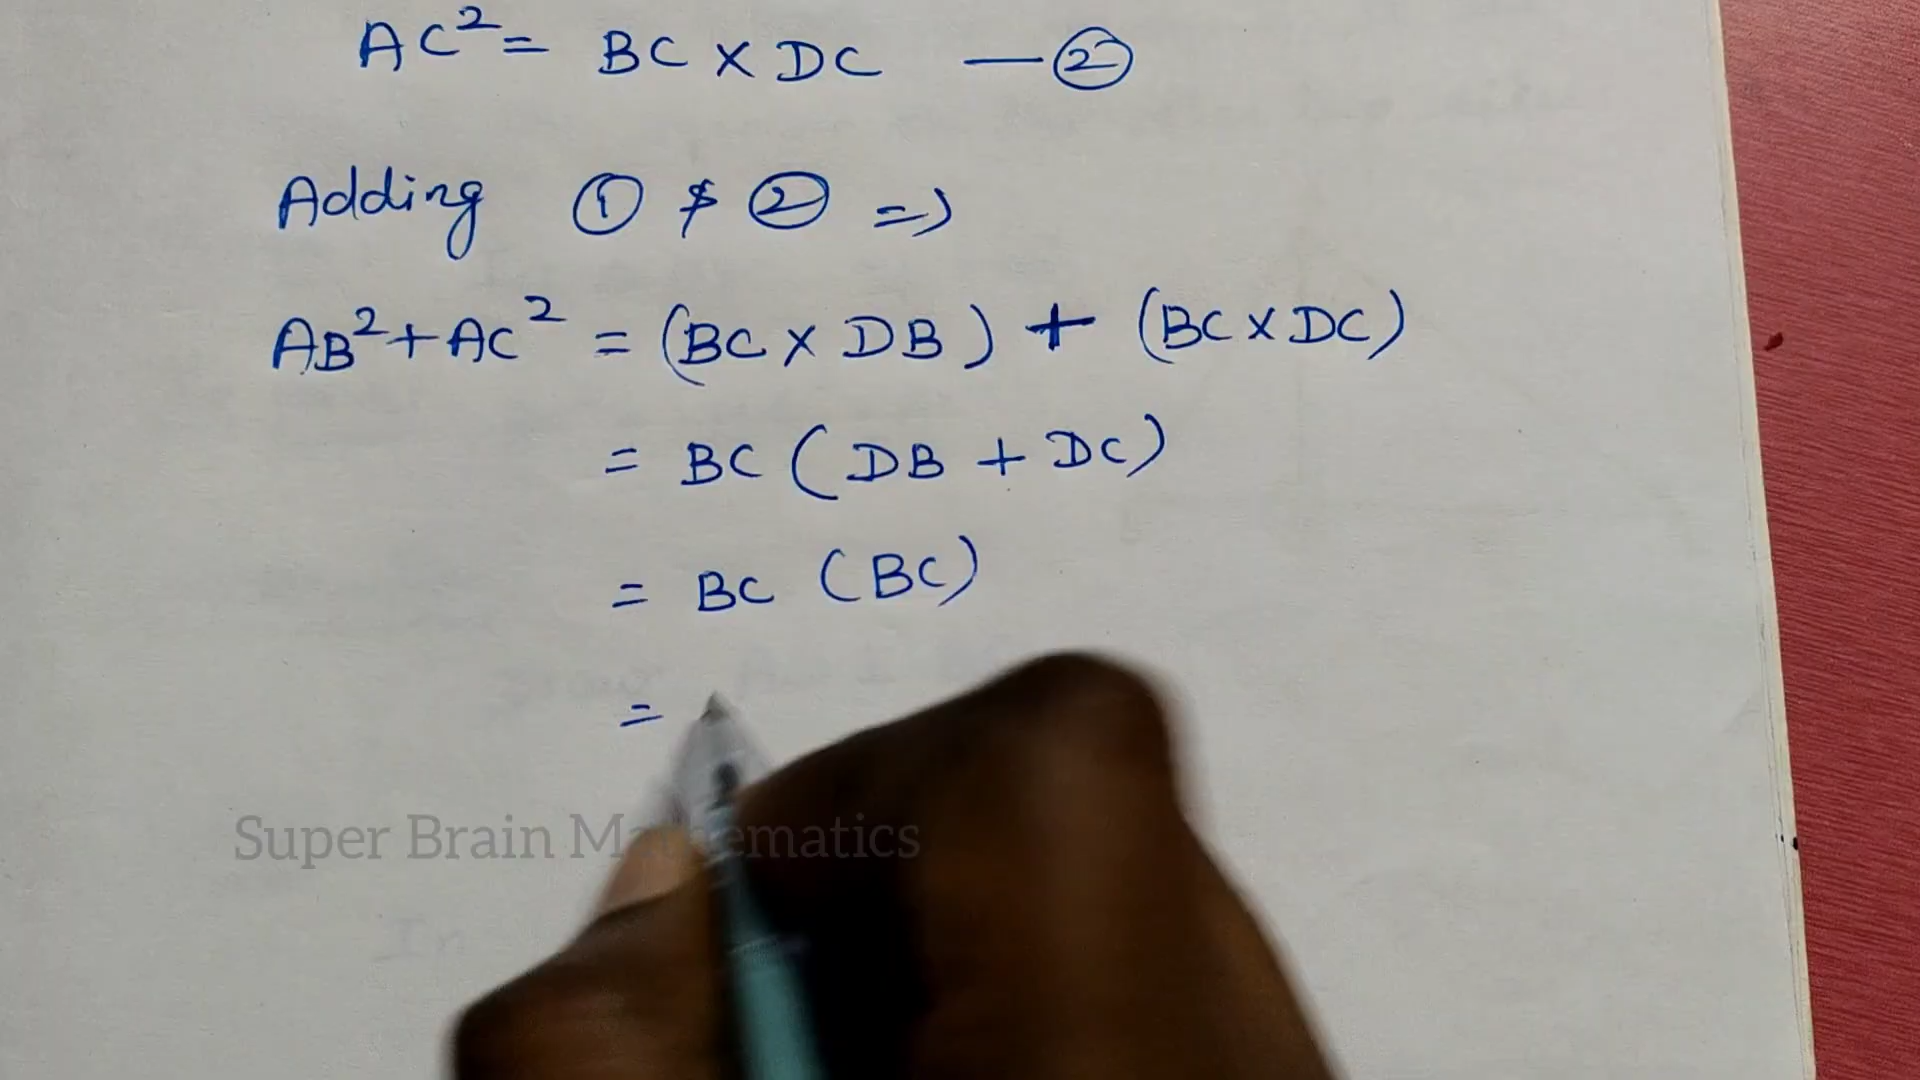 AC² = BC × DC — ②
Adding ① & ② =>
AB² + AC² = (BC × DB) + (BC × DC)
= BC (DB + DC)
= BC (BC)
=
Super Brain Mathematics